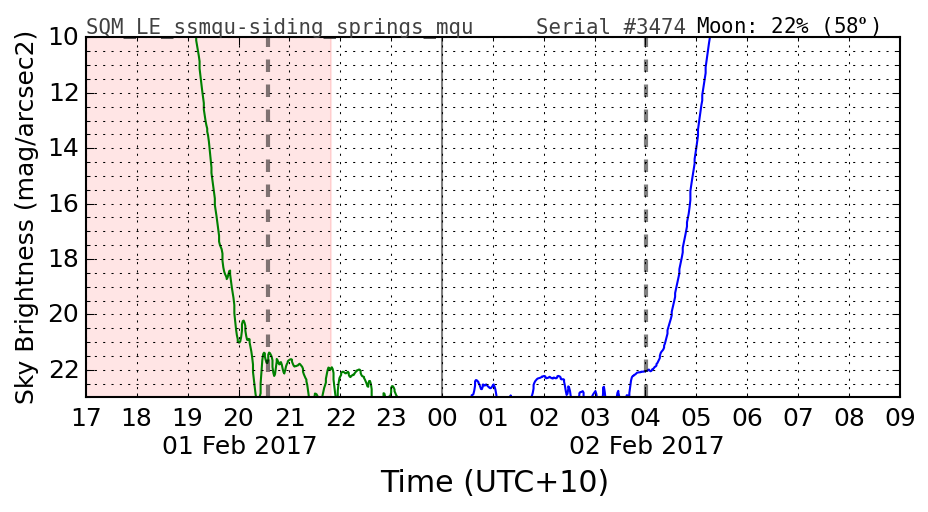 SQM_LE_ssmqu-siding_springs_mqu Serial #3474 Moon: 22% (58°)
Sky Brightness (mag/arcsec2)
10
12
14
16
18
20
22
17 18 19 20 21 22 23 00 01 02 03 04 05 06 07 08 09
01 Feb 2017 02 Feb 2017
Time (UTC+10)